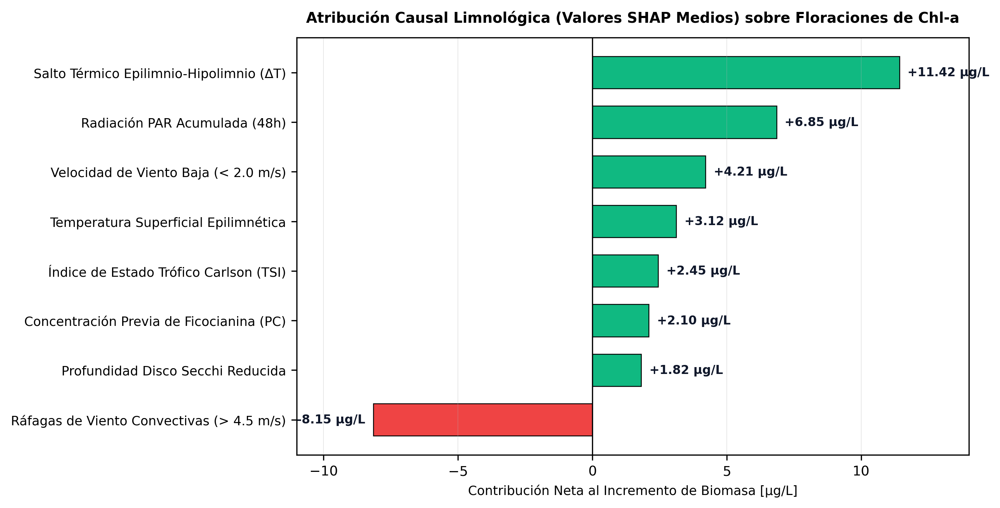 Atribución Causal Limnológica (Valores SHAP Medios) sobre Floraciones de Chl-a
Salto Térmico Epilimnio-Hipolimnio (ΔT)
+11.42 µg/L
Radiación PAR Acumulada (48h)
+6.85 µg/L
Velocidad de Viento Baja (< 2.0 m/s)
+4.21 µg/L
Temperatura Superficial Epilimnética
+3.12 µg/L
Índice de Estado Trófico Carlson (TSI)
+2.45 µg/L
Concentración Previa de Ficocianina (PC)
+2.10 µg/L
Profundidad Disco Secchi Reducida
+1.82 µg/L
Ráfagas de Viento Convectivas (> 4.5 m/s)
-8.15 µg/L
−10 −5 0 5 10
Contribución Neta al Incremento de Biomasa [µg/L]